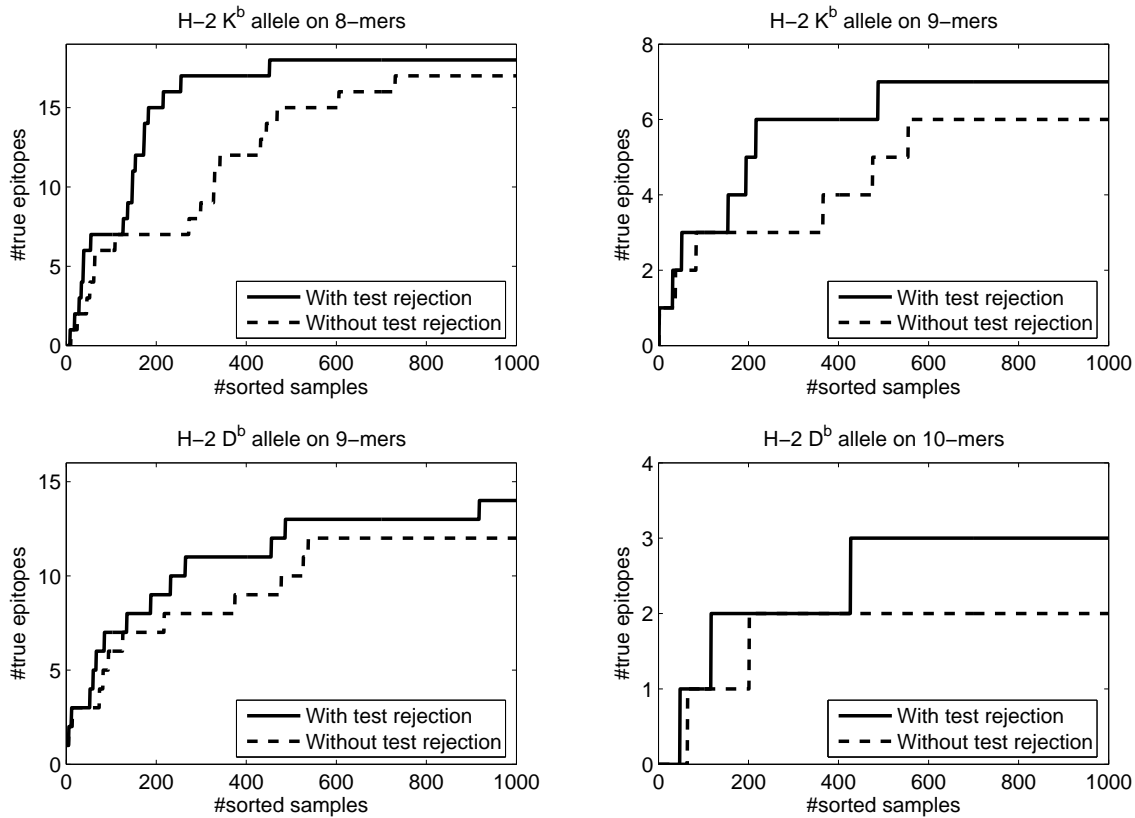 H−2 K^b allele on 8−mers
#true epitopes
15
10
5
0
0 200 400 600 800 1000
#sorted samples
With test rejection
Without test rejection
H−2 K^b allele on 9−mers
#true epitopes
8
6
4
2
0
0 200 400 600 800 1000
#sorted samples
With test rejection
Without test rejection
H−2 D^b allele on 9−mers
#true epitopes
15
10
5
0
0 200 400 600 800 1000
#sorted samples
With test rejection
Without test rejection
H−2 D^b allele on 10−mers
#true epitopes
4
3
2
1
0
0 200 400 600 800 1000
#sorted samples
With test rejection
Without test rejection